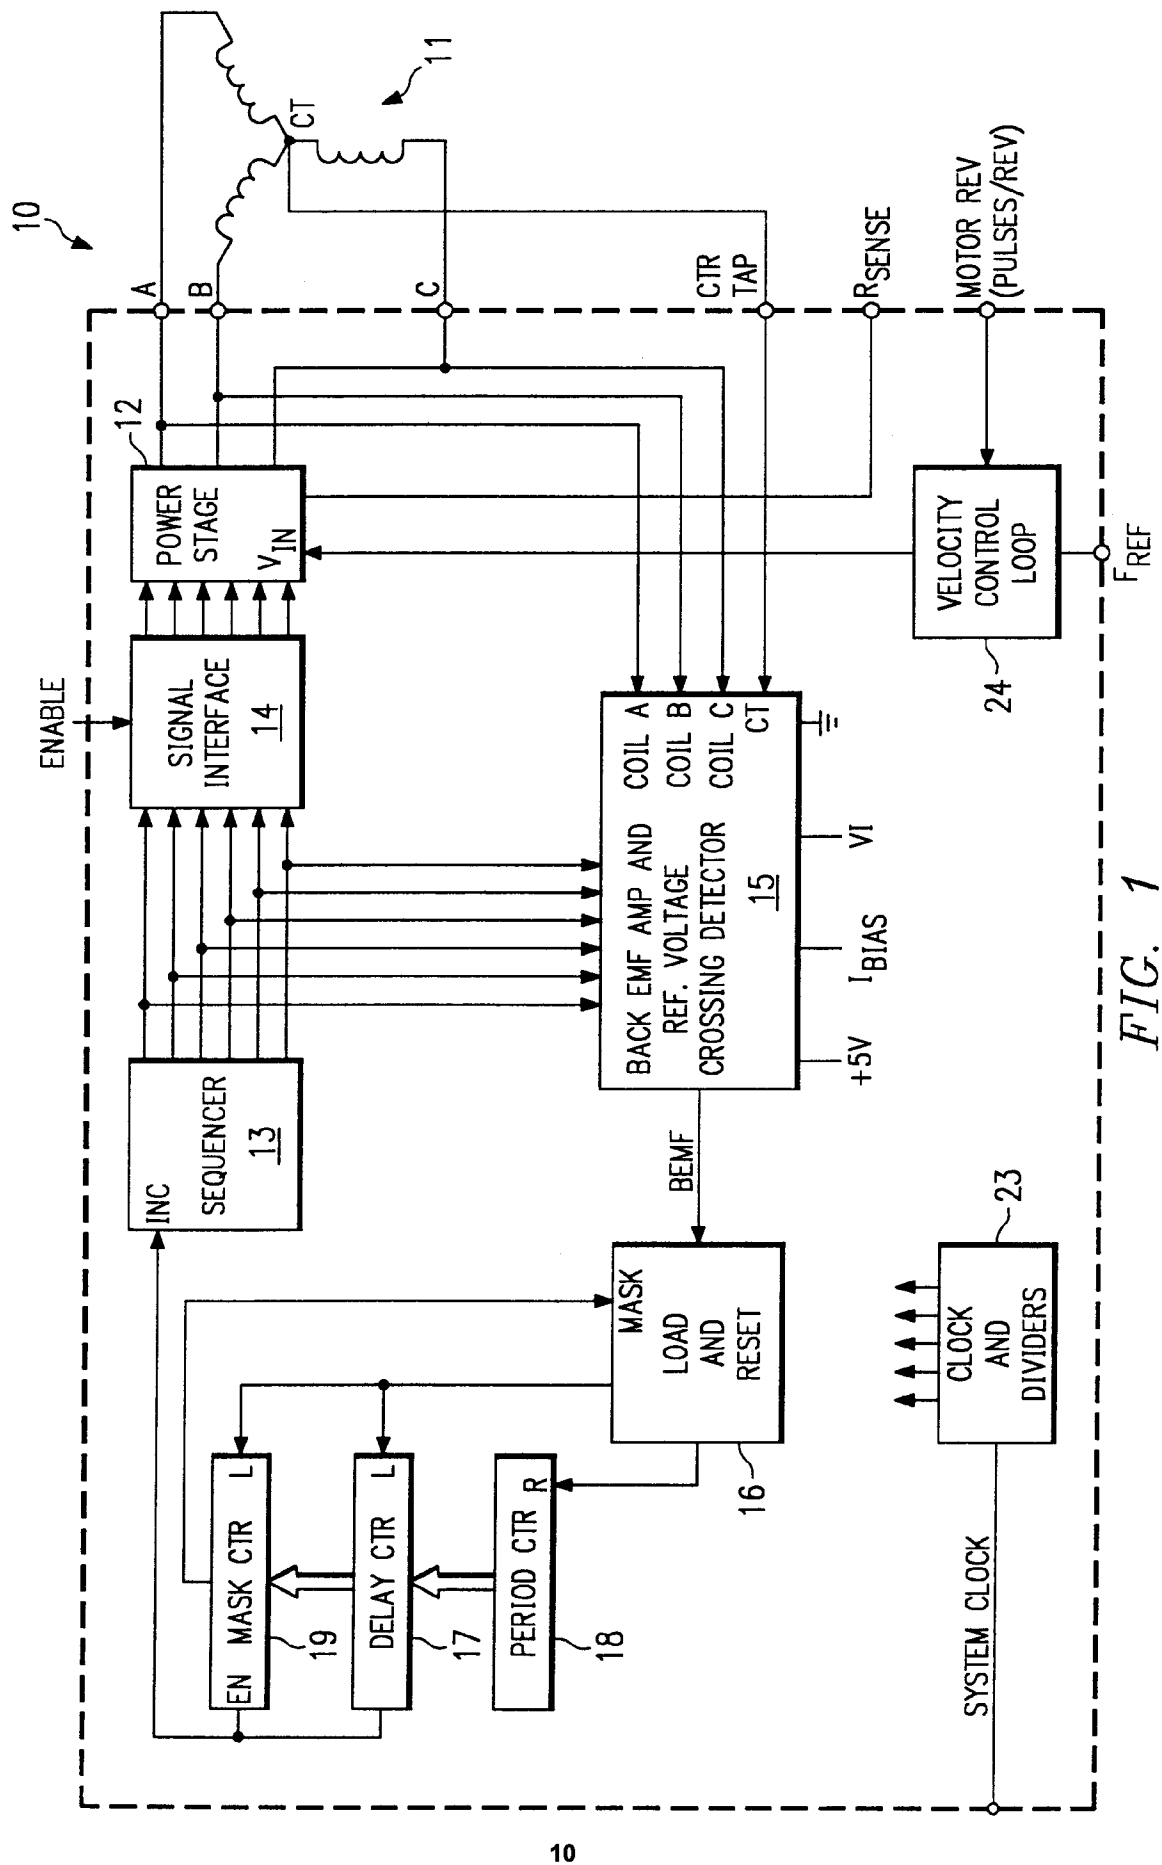 10
11
A
B
C
CT
CTR
TAP
RSENSE
MOTOR REV
(PULSES/REV)
12
POWER
STAGE
VIN
ENABLE
SIGNAL
INTERFACE
14
INC
SEQUENCER
13
VELOCITY
CONTROL
LOOP
24
FREF
COIL A
COIL B
COIL C
CT
BACK EMF AMP AND
REF. VOLTAGE
CROSSING DETECTOR
15
+5V
IBIAS
VI
BEMF
MASK
LOAD
AND
RESET
16
EN MASK CTR L
19
DELAY CTR L
17
PERIOD CTR R
18
CLOCK
AND
DIVIDERS
23
SYSTEM CLOCK
FIG. 1
10